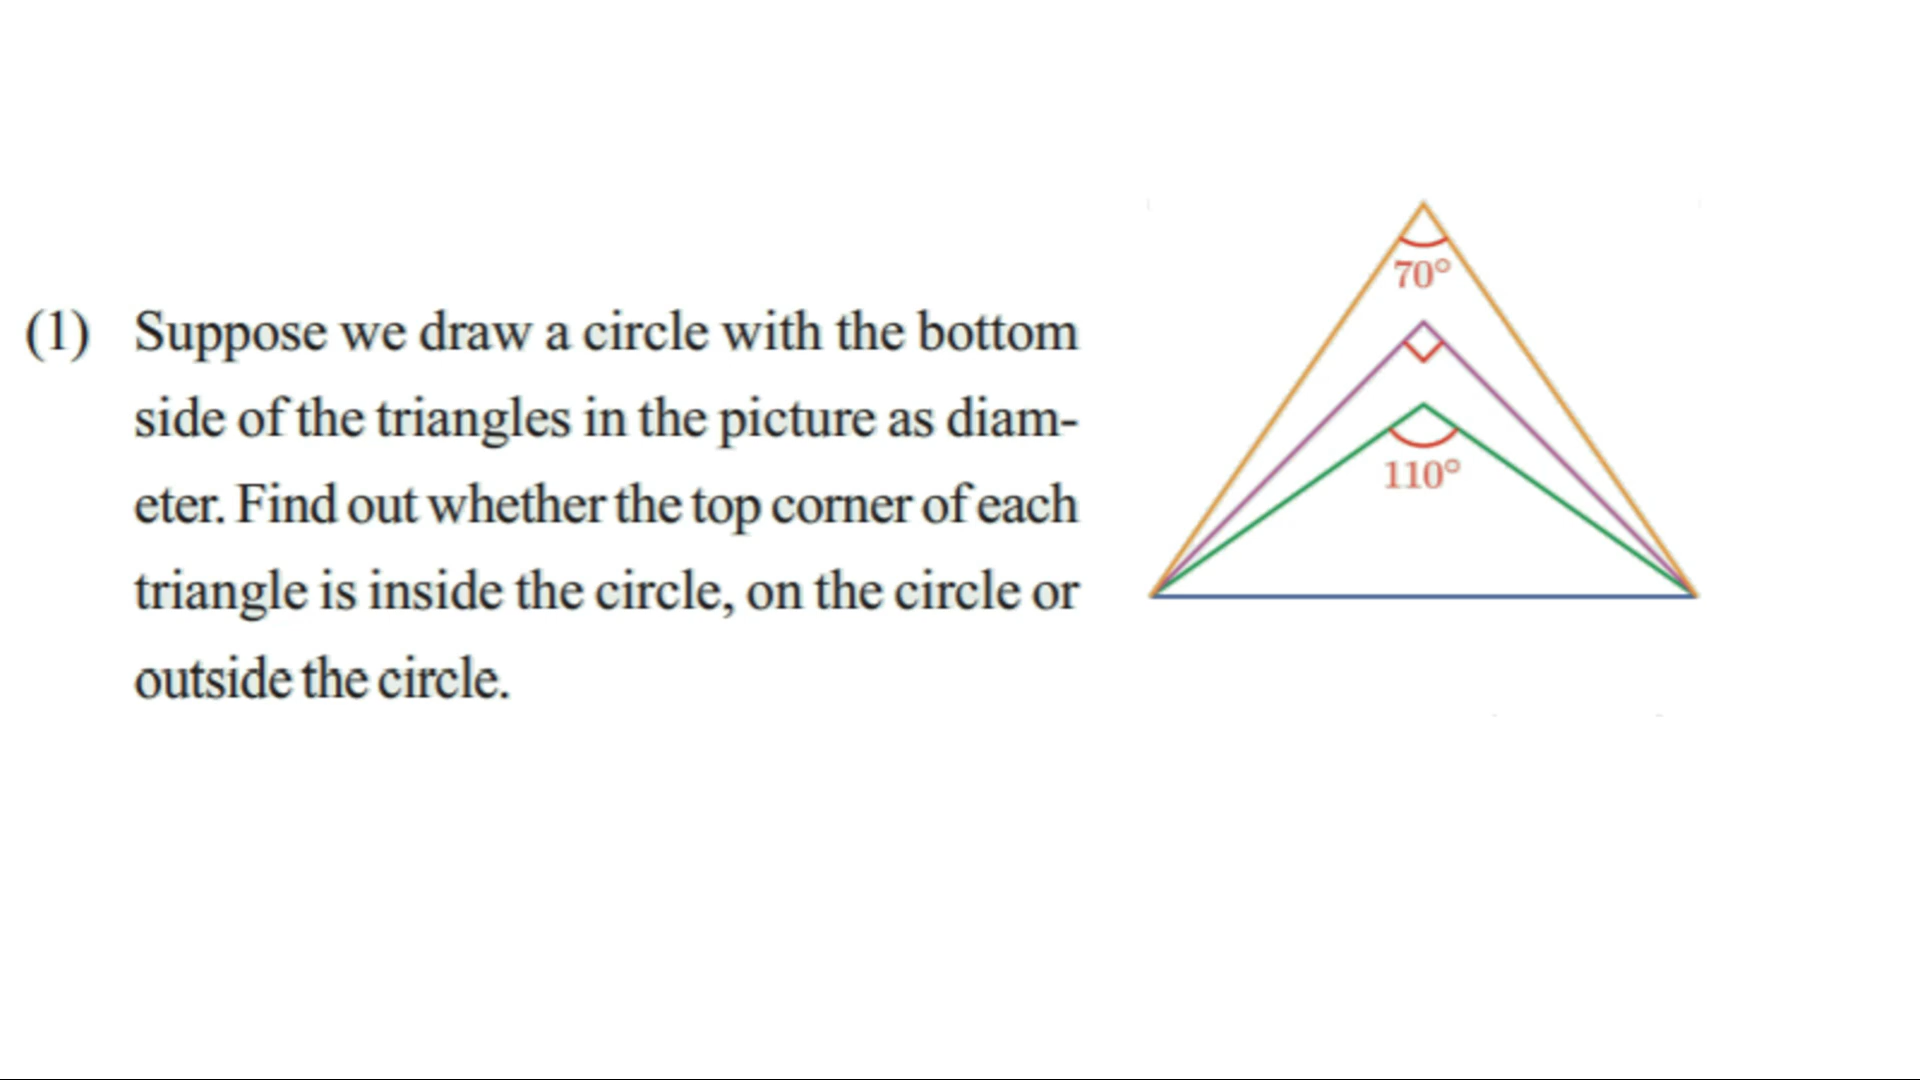 (1) Suppose we draw a circle with the bottom
side of the triangles in the picture as diam-
eter. Find out whether the top corner of each
triangle is inside the circle, on the circle or
outside the circle.
70°
110°